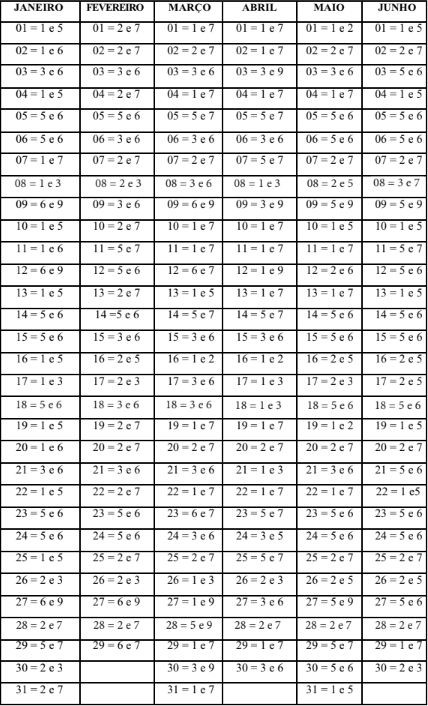 JANEIRO FEVEREIRO MARÇO ABRIL MAIO JUNHO
01 = 1 e 5 01 = 2 e 7 01 = 1 e 7 01 = 1 e 7 01 = 1 e 2 01 = 1 e 5
02 = 1 e 6 02 = 2 e 7 02 = 2 e 7 02 = 1 e 7 02 = 2 e 7 02 = 2 e 7
03 = 3 e 6 03 = 3 e 6 03 = 3 e 6 03 = 3 e 9 03 = 3 e 6 03 = 5 e 6
04 = 1 e 5 04 = 2 e 7 04 = 1 e 7 04 = 1 e 7 04 = 1 e 7 04 = 1 e 5
05 = 5 e 6 05 = 5 e 6 05 = 5 e 7 05 = 5 e 7 05 = 5 e 6 05 = 5 e 6
06 = 5 e 6 06 = 3 e 6 06 = 3 e 6 06 = 3 e 6 06 = 5 e 6 06 = 5 e 6
07 = 1 e 7 07 = 2 e 7 07 = 2 e 7 07 = 5 e 7 07 = 2 e 7 07 = 2 e 7
08 = 1 e 3 08 = 2 e 3 08 = 3 e 6 08 = 1 e 3 08 = 2 e 5 08 = 3 e 7
09 = 6 e 9 09 = 3 e 6 09 = 6 e 9 09 = 3 e 9 09 = 5 e 9 09 = 5 e 9
10 = 1 e 5 10 = 2 e 7 10 = 1 e 7 10 = 1 e 7 10 = 1 e 5 10 = 1 e 5
11 = 1 e 6 11 = 5 e 7 11 = 1 e 7 11 = 1 e 7 11 = 1 e 7 11 = 5 e 7
12 = 6 e 9 12 = 5 e 6 12 = 6 e 7 12 = 1 e 9 12 = 2 e 6 12 = 5 e 6
13 = 1 e 5 13 = 2 e 7 13 = 1 e 5 13 = 1 e 7 13 = 1 e 7 13 = 1 e 5
14 = 5 e 6 14 =5 e 6 14 = 5 e 7 14 = 5 e 7 14 = 5 e 6 14 = 5 e 6
15 = 5 e 6 15 = 3 e 6 15 = 3 e 6 15 = 3 e 6 15 = 5 e 6 15 = 5 e 6
16 = 1 e 5 16 = 2 e 5 16 = 1 e 2 16 = 1 e 2 16 = 2 e 5 16 = 2 e 5
17 = 1 e 3 17 = 2 e 3 17 = 3 e 6 17 = 1 e 3 17 = 2 e 3 17 = 2 e 5
18 = 5 e 6 18 = 3 e 6 18 = 3 e 6 18 = 1 e 3 18 = 5 e 6 18 = 5 e 6
19 = 1 e 5 19 = 2 e 7 19 = 1 e 7 19 = 1 e 7 19 = 1 e 2 19 = 1 e 5
20 = 1 e 6 20 = 2 e 7 20 = 2 e 7 20 = 2 e 7 20 = 2 e 7 20 = 2 e 7
21 = 3 e 6 21 = 3 e 6 21 = 3 e 6 21 = 1 e 3 21 = 3 e 6 21 = 5 e 6
22 = 1 e 5 22 = 2 e 7 22 = 1 e 7 22 = 1 e 7 22 = 1 e 7 22 = 1 e5
23 = 5 e 6 23 = 5 e 6 23 = 6 e 7 23 = 5 e 7 23 = 5 e 6 23 = 5 e 6
24 = 5 e 6 24 = 5 e 6 24 = 3 e 6 24 = 3 e 5 24 = 5 e 6 24 = 5 e 6
25 = 1 e 5 25 = 2 e 7 25 = 2 e 7 25 = 5 e 7 25 = 2 e 7 25 = 2 e 7
26 = 2 e 3 26 = 2 e 3 26 = 1 e 3 26 = 2 e 3 26 = 2 e 5 26 = 2 e 5
27 = 6 e 9 27 = 6 e 9 27 = 1 e 9 27 = 3 e 6 27 = 5 e 9 27 = 5 e 6
28 = 2 e 7 28 = 2 e 7 28 = 5 e 9 28 = 2 e 7 28 = 2 e 7 28 = 2 e 7
29 = 5 e 7 29 = 6 e 7 29 = 1 e 7 29 = 1 e 7 29 = 5 e 7 29 = 1 e 7
30 = 2 e 3 30 = 3 e 9 30 = 3 e 6 30 = 5 e 6 30 = 2 e 3
31 = 2 e 7 31 = 1 e 7 31 = 1 e 5